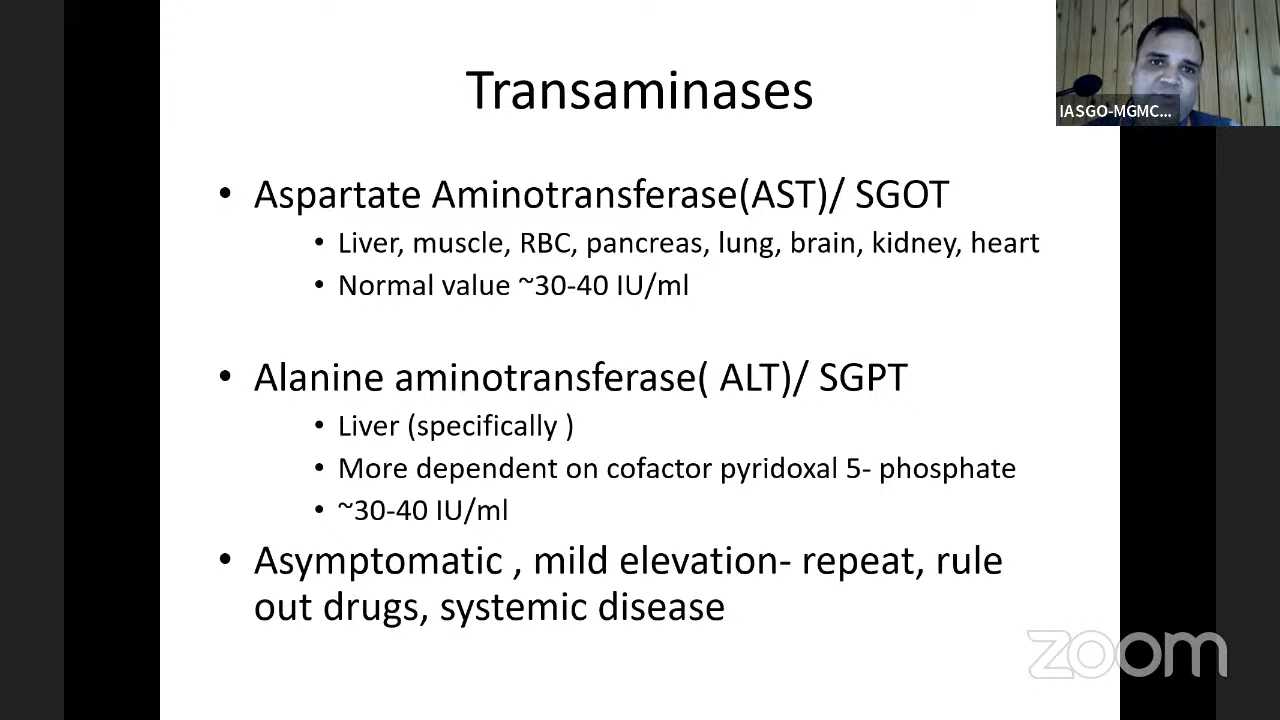 Transaminases
IASGO-MGMC...
• Aspartate Aminotransferase(AST)/ SGOT
• Liver, muscle, RBC, pancreas, lung, brain, kidney, heart
• Normal value ~30-40 IU/ml
• Alanine aminotransferase( ALT)/ SGPT
• Liver (specifically )
• More dependent on cofactor pyridoxal 5- phosphate
• ~30-40 IU/ml
• Asymptomatic , mild elevation- repeat, rule
out drugs, systemic disease
zoom